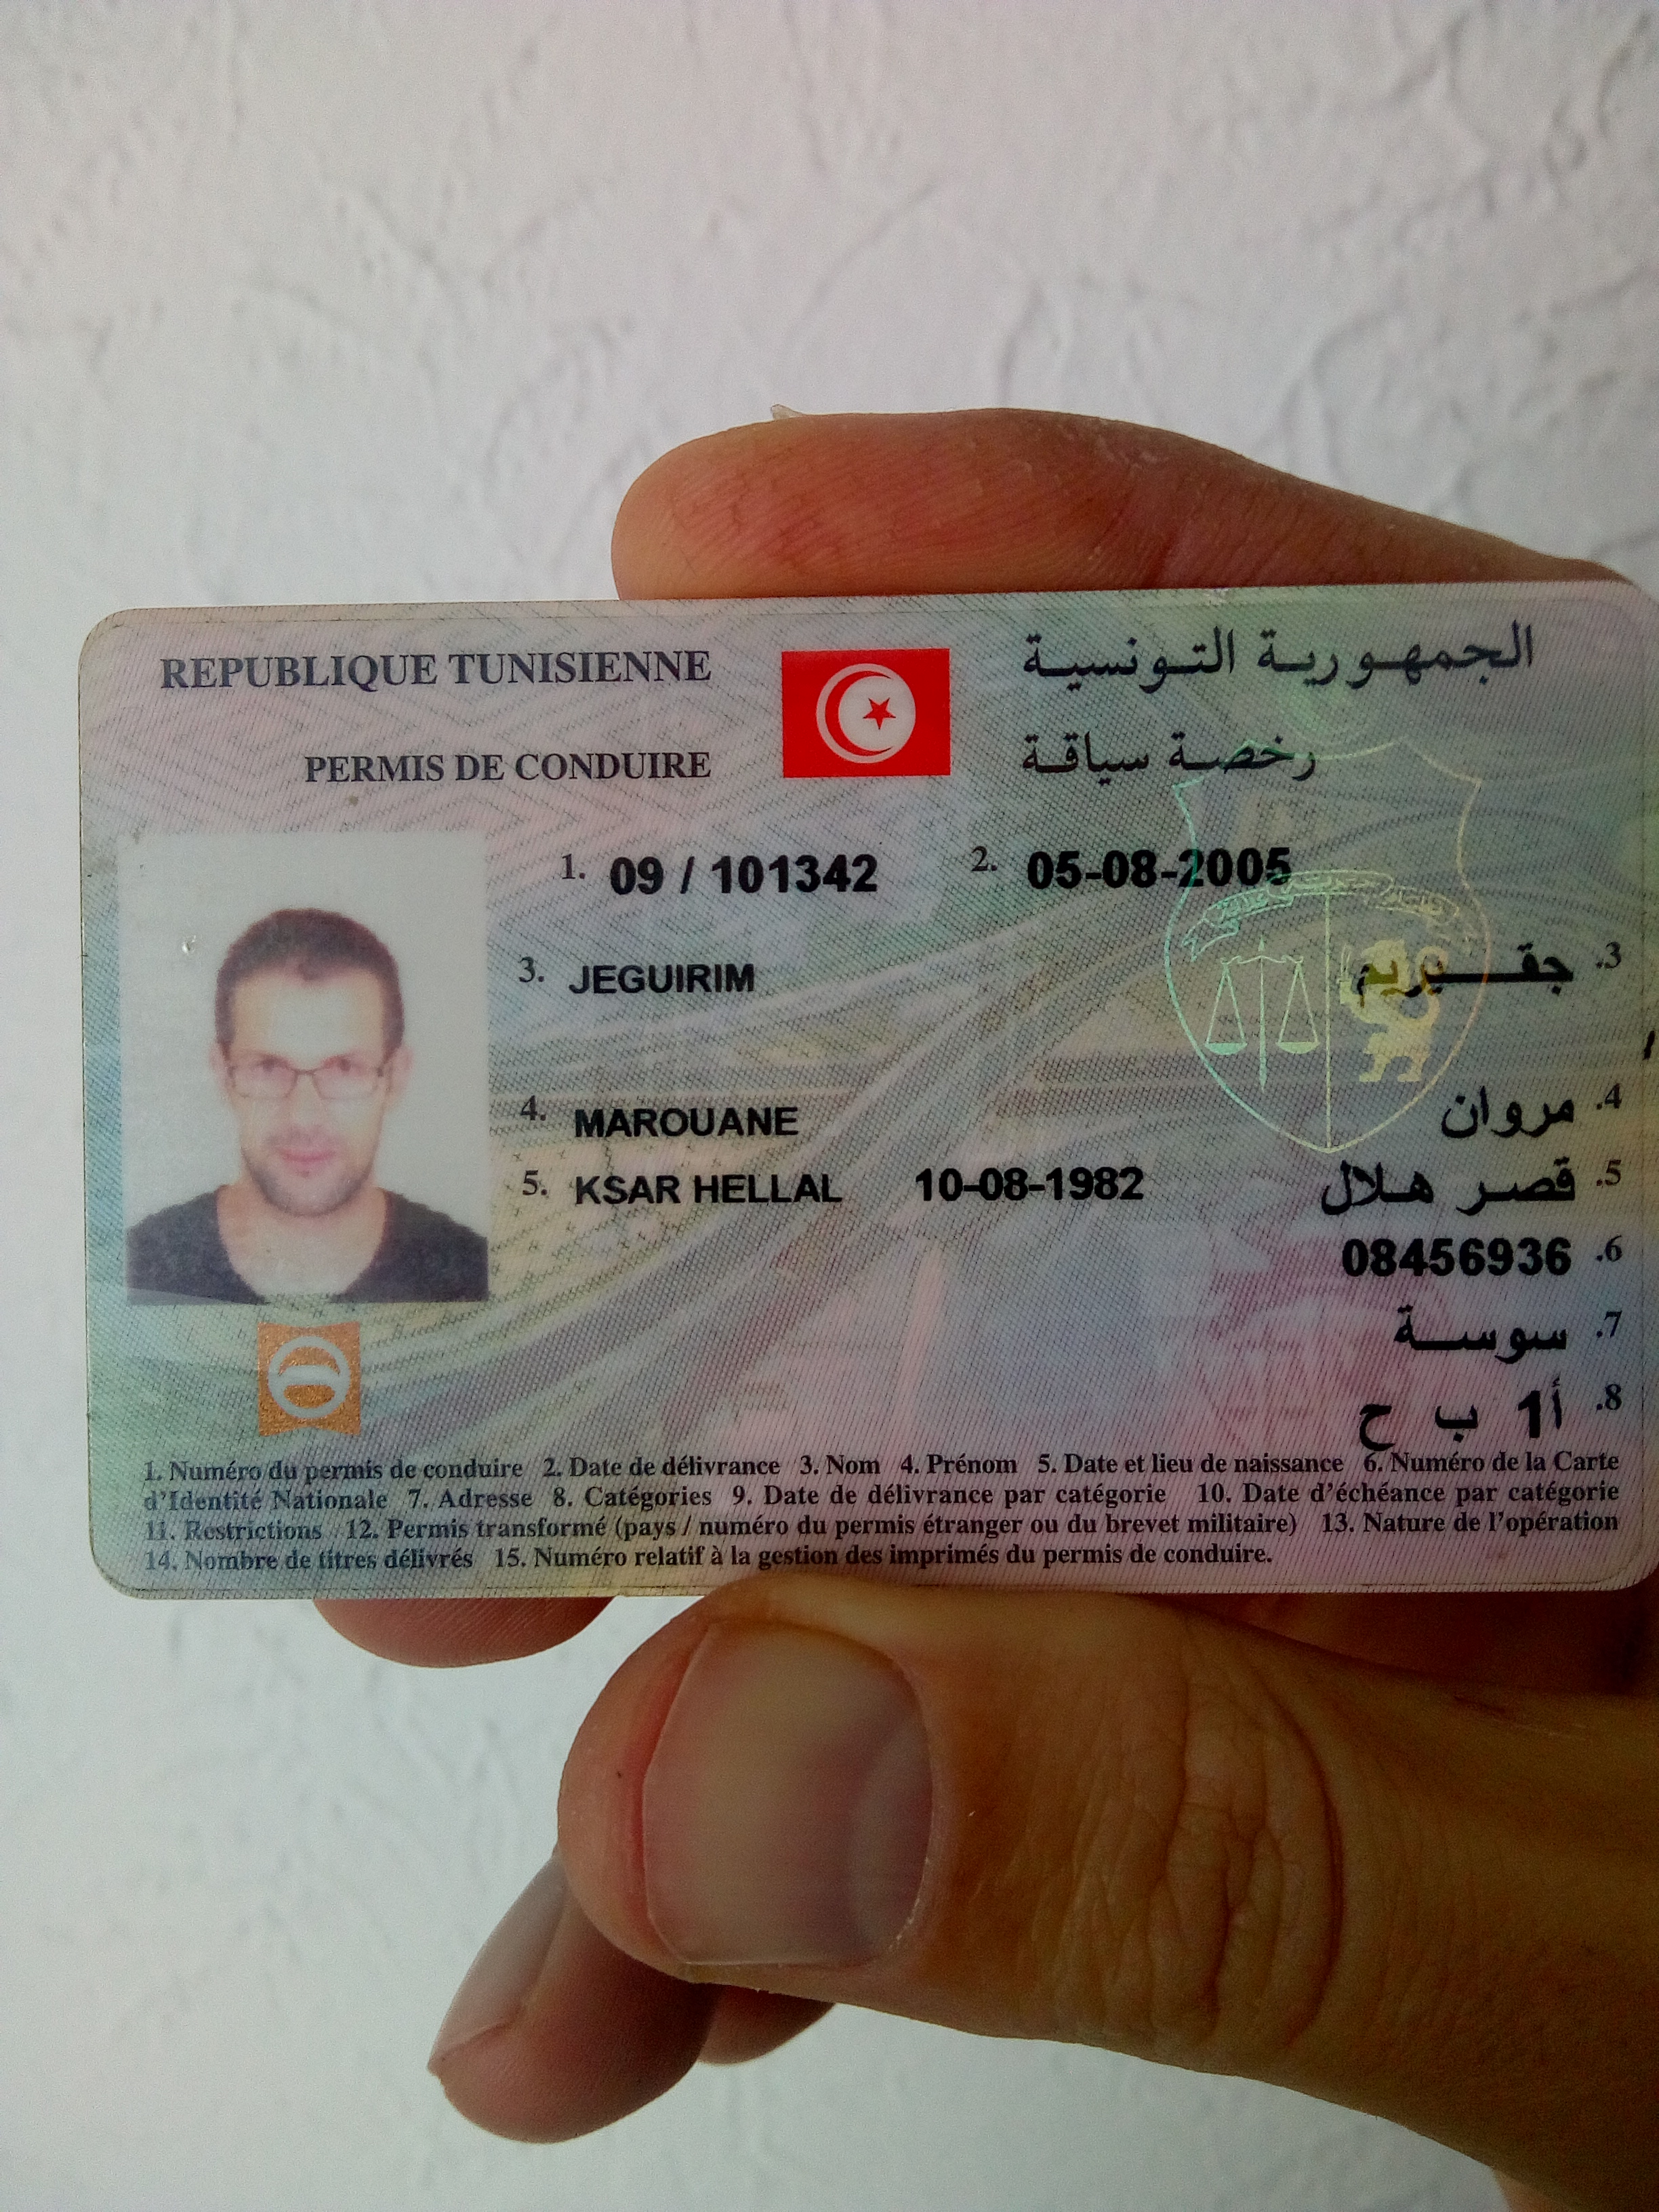 REPUBLIQUE TUNISIENNE الجمهورية التونسية
PERMIS DE CONDUIRE رخصة سياقة
1. 09 / 101342 2. 05-08-2005
3. JEGUIRIM جقيريم .3
4. MAROUANE مروان .4
5. KSAR HELLAL 10-08-1982 قصر هلال .5
08456936 .6
سوسة .7
أ1 ب ح .8
1. Numéro du permis de conduire 2. Date de délivrance 3. Nom 4. Prénom 5. Date et lieu de naissance 6. Numéro de la Carte
d'Identité Nationale 7. Adresse 8. Catégories 9. Date de délivrance par catégorie 10. Date d'échéance par catégorie
11. Restrictions 12. Permis transformé (pays / numéro du permis étranger ou du brevet militaire) 13. Nature de l'opération
14. Nombre de titres délivrés 15. Numéro relatif à la gestion des imprimés du permis de conduire.